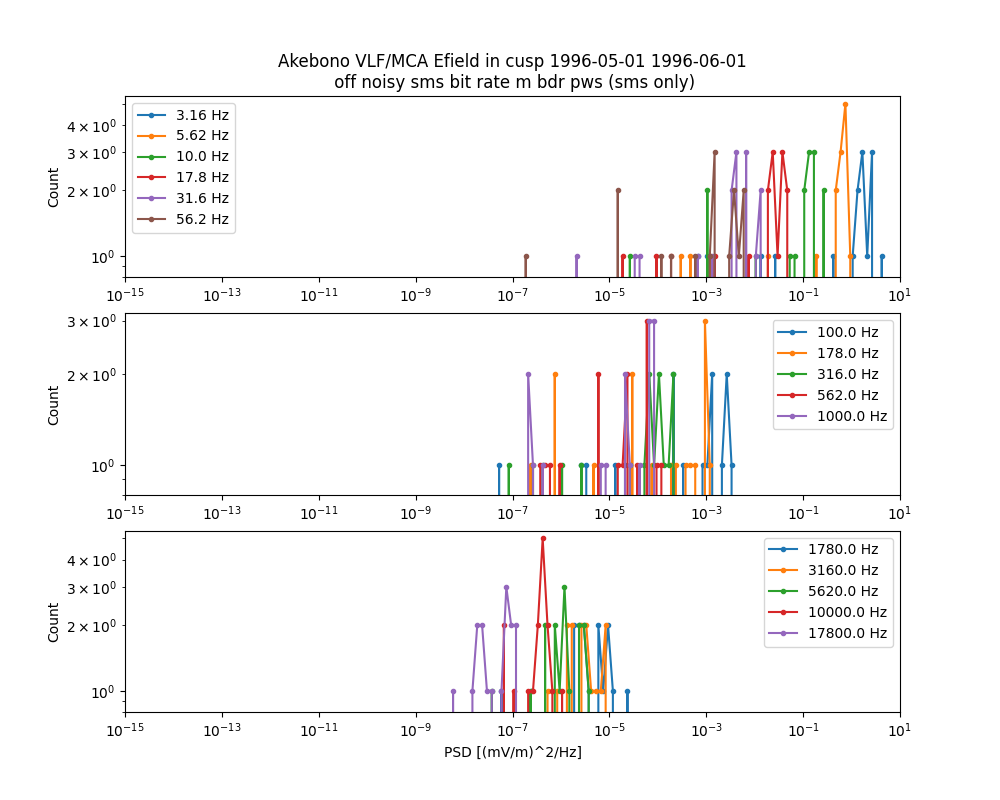 Akebono VLF/MCA Efield in cusp 1996-05-01 1996-06-01
off noisy sms bit rate m bdr pws (sms only)
4 × 10^0
3 × 10^0
2 × 10^0
10^0
Count
3.16 Hz
5.62 Hz
10.0 Hz
17.8 Hz
31.6 Hz
56.2 Hz
10^-15 10^-13 10^-11 10^-9 10^-7 10^-5 10^-3 10^-1 10^1
3 × 10^0
2 × 10^0
10^0
Count
100.0 Hz
178.0 Hz
316.0 Hz
562.0 Hz
1000.0 Hz
10^-15 10^-13 10^-11 10^-9 10^-7 10^-5 10^-3 10^-1 10^1
4 × 10^0
3 × 10^0
2 × 10^0
10^0
Count
1780.0 Hz
3160.0 Hz
5620.0 Hz
10000.0 Hz
17800.0 Hz
10^-15 10^-13 10^-11 10^-9 10^-7 10^-5 10^-3 10^-1 10^1
PSD [(mV/m)^2/Hz]